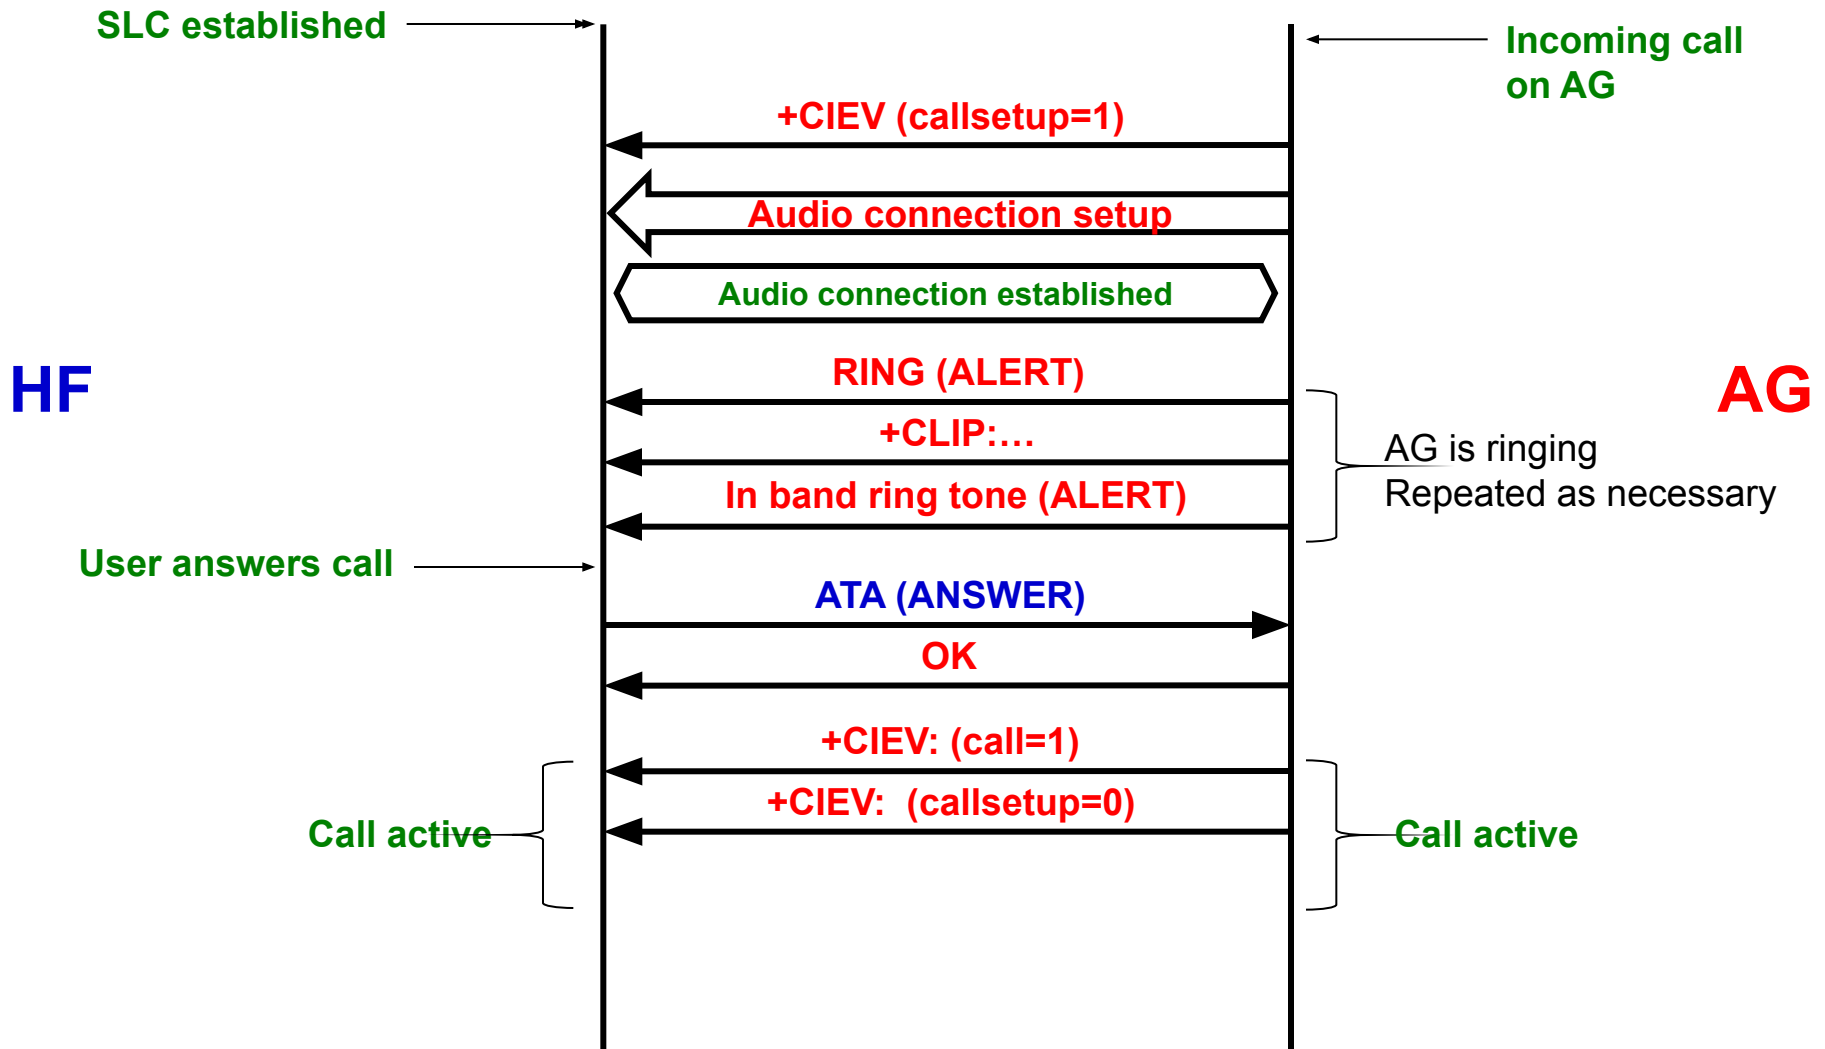 SLC established
Incoming call
on AG
+CIEV (callsetup=1)
Audio connection setup
Audio connection established
HF
RING (ALERT)
AG
+CLIP:…
AG is ringing
Repeated as necessary
In band ring tone (ALERT)
User answers call
ATA (ANSWER)
OK
+CIEV: (call=1)
+CIEV:  (callsetup=0)
Call active
Call active